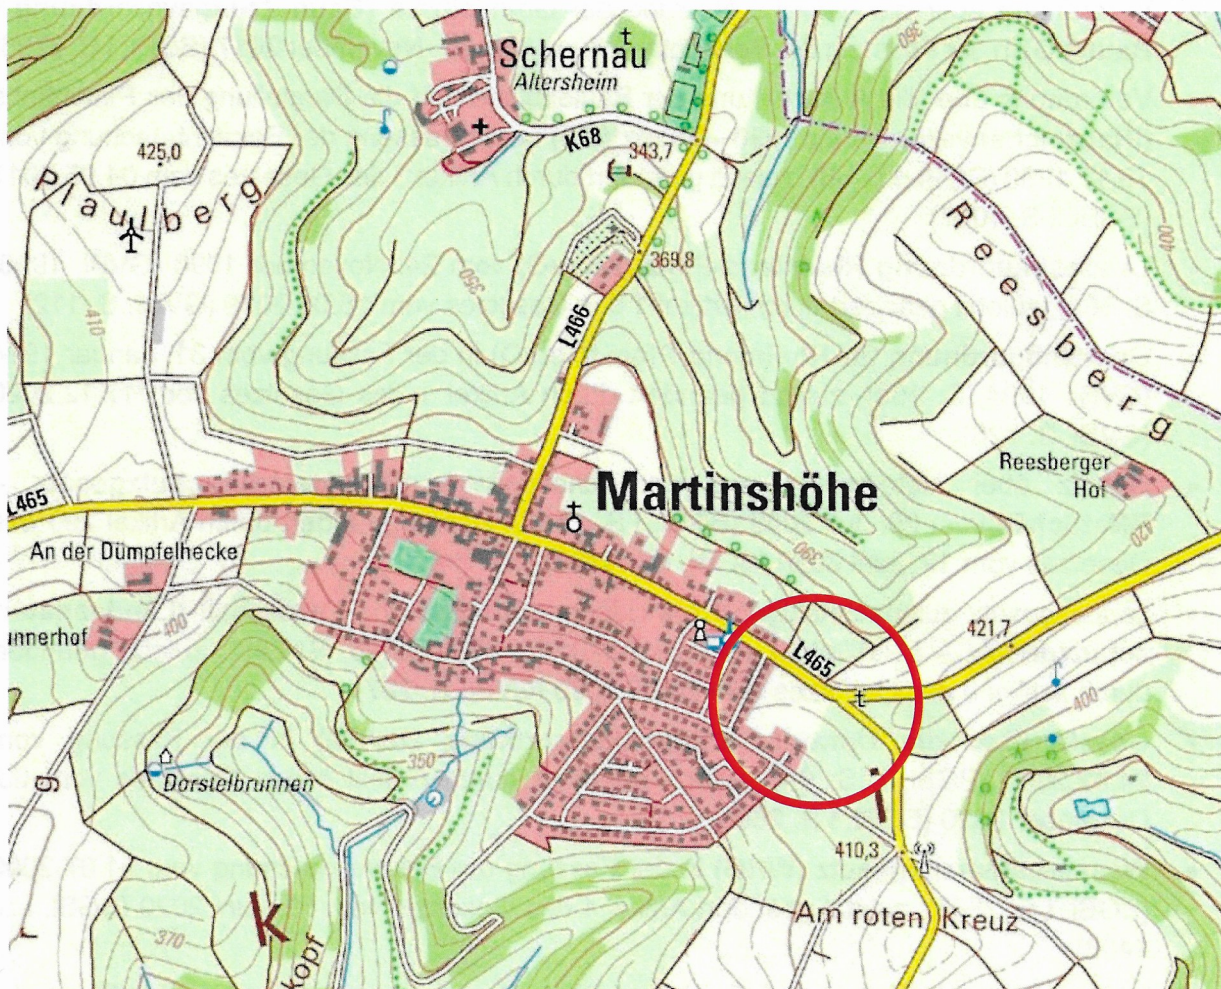 360
Schernau
Altersheim
K68
343,7
425,0
Plaulberg
Reesberg
400
369,8
350
410
L466
Reesberger
Hof
Martinshöhe
L465
420
An der Dümpfelhecke
390
400
unnerhof
421,7
L465
400
350
Dorstelbrunnen
g
410,3
Am roten Kreuz
k
370
kopf
r